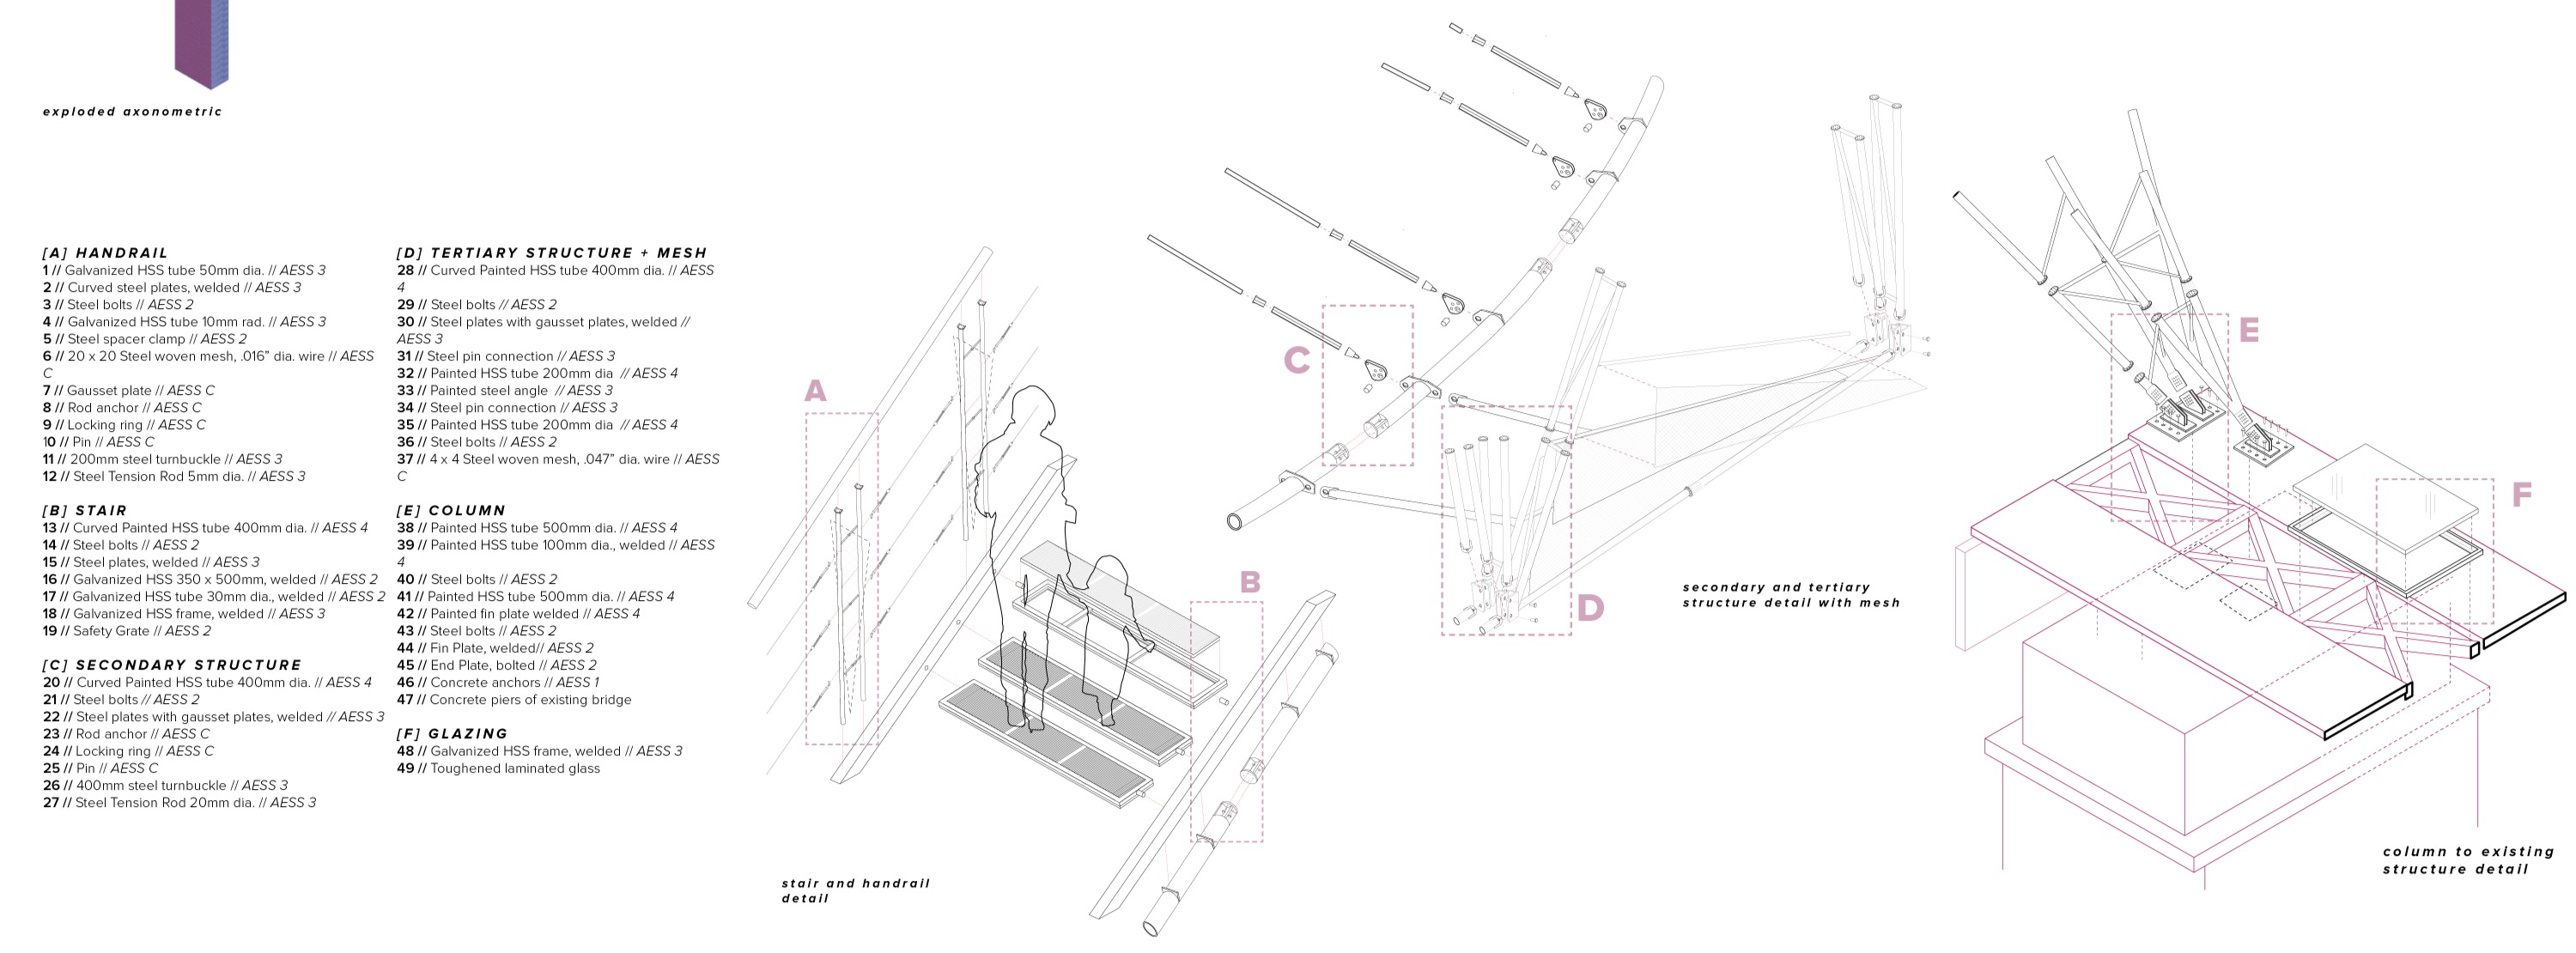 exploded axonometric
[A] HANDRAIL
1 // Galvanized HSS tube 50mm dia. // AESS 3
2 // Curved steel plates, welded // AESS 3
3 // Steel bolts // AESS 2
4 // Galvanized HSS tube 10mm rad. // AESS 3
5 // Steel spacer clamp // AESS 2
6 // 20 x 20 Steel woven mesh, .016” dia. wire // AESS
C
7 // Gausset plate // AESS C
8 // Rod anchor // AESS C
9 // Locking ring // AESS C
10 // Pin // AESS C
11 // 200mm steel turnbuckle // AESS 3
12 // Steel Tension Rod 5mm dia. // AESS 3
[B] STAIR
13 // Curved Painted HSS tube 400mm dia. // AESS 4
14 // Steel bolts // AESS 2
15 // Steel plates, welded // AESS 3
16 // Galvanized HSS 350 x 500mm, welded // AESS 2
17 // Galvanized HSS tube 30mm dia., welded // AESS 2
18 // Galvanized HSS frame, welded // AESS 3
19 // Safety Grate // AESS 2
[C] SECONDARY STRUCTURE
20 // Curved Painted HSS tube 400mm dia. // AESS 4
21 // Steel bolts // AESS 2
22 // Steel plates with gausset plates, welded // AESS 3
23 // Rod anchor // AESS C
24 // Locking ring // AESS C
25 // Pin // AESS C
26 // 400mm steel turnbuckle // AESS 3
27 // Steel Tension Rod 20mm dia. // AESS 3
[D] TERTIARY STRUCTURE + MESH
28 // Curved Painted HSS tube 400mm dia. // AESS
4
29 // Steel bolts // AESS 2
30 // Steel plates with gausset plates, welded //
AESS 3
31 // Steel pin connection // AESS 3
32 // Painted HSS tube 200mm dia // AESS 4
33 // Painted steel angle // AESS 3
34 // Steel pin connection // AESS 3
35 // Painted HSS tube 200mm dia // AESS 4
36 // Steel bolts // AESS 2
37 // 4 x 4 Steel woven mesh, .047” dia. wire // AESS
C
[E] COLUMN
38 // Painted HSS tube 500mm dia. // AESS 4
39 // Painted HSS tube 100mm dia., welded // AESS
4
40 // Steel bolts // AESS 2
41 // Painted HSS tube 500mm dia. // AESS 4
42 // Painted fin plate welded // AESS 4
43 // Steel bolts // AESS 2
44 // Fin Plate, welded// AESS 2
45 // End Plate, bolted // AESS 2
46 // Concrete anchors // AESS 1
47 // Concrete piers of existing bridge
[F] GLAZING
48 // Galvanized HSS frame, welded // AESS 3
49 // Toughened laminated glass
A
B
stair and handrail
detail
C
D
secondary and tertiary
structure detail with mesh
E
F
column to existing
structure detail